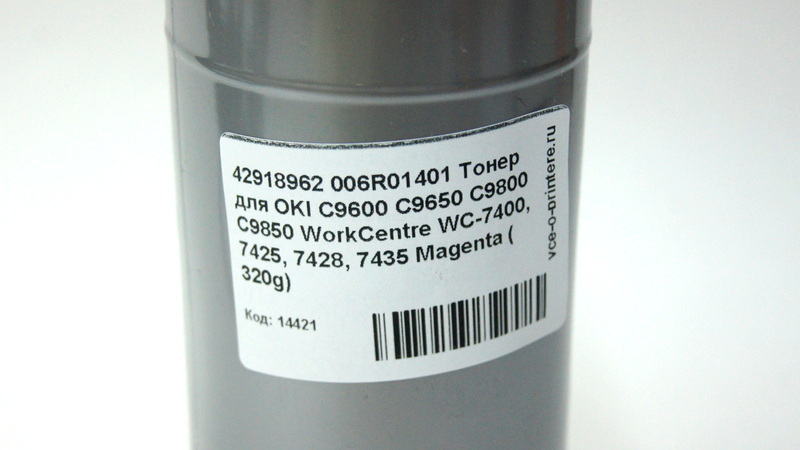 42918962 006R01401 Тонер
для OKI C9600 C9650 C9800
C9850 WorkCentre WC-7400,
7425, 7428, 7435 Magenta (
320g)
Код: 14421
vce-o-printere.ru